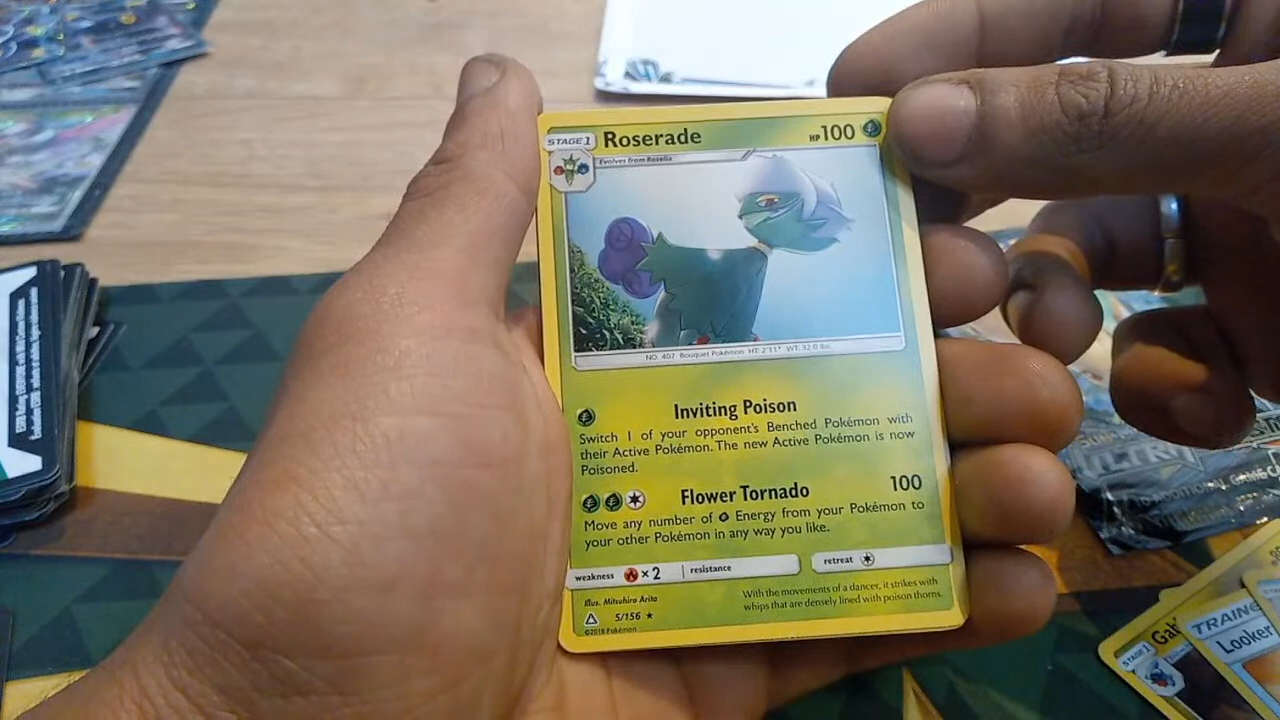 STAGE 1 Roserade HP 100
Evolves from Roselia
NO. 407 Bouquet Pokémon HT: 2'11" WT: 32.0 lbs.
Inviting Poison
Switch 1 of your opponent's Benched Pokémon with
their Active Pokémon. The new Active Pokémon is now
Poisoned.
Flower Tornado 100
Move any number of Energy from your Pokémon to
your other Pokémon in any way you like.
weakness ×2 resistance retreat
With the movements of a dancer, it strikes with
whips that are densely lined with poison thorns.
Illus. Mitsuhiro Arita
5/156 ★
©2018 Pokémon
STAGE 1
TRAINE
Looker
ULTR